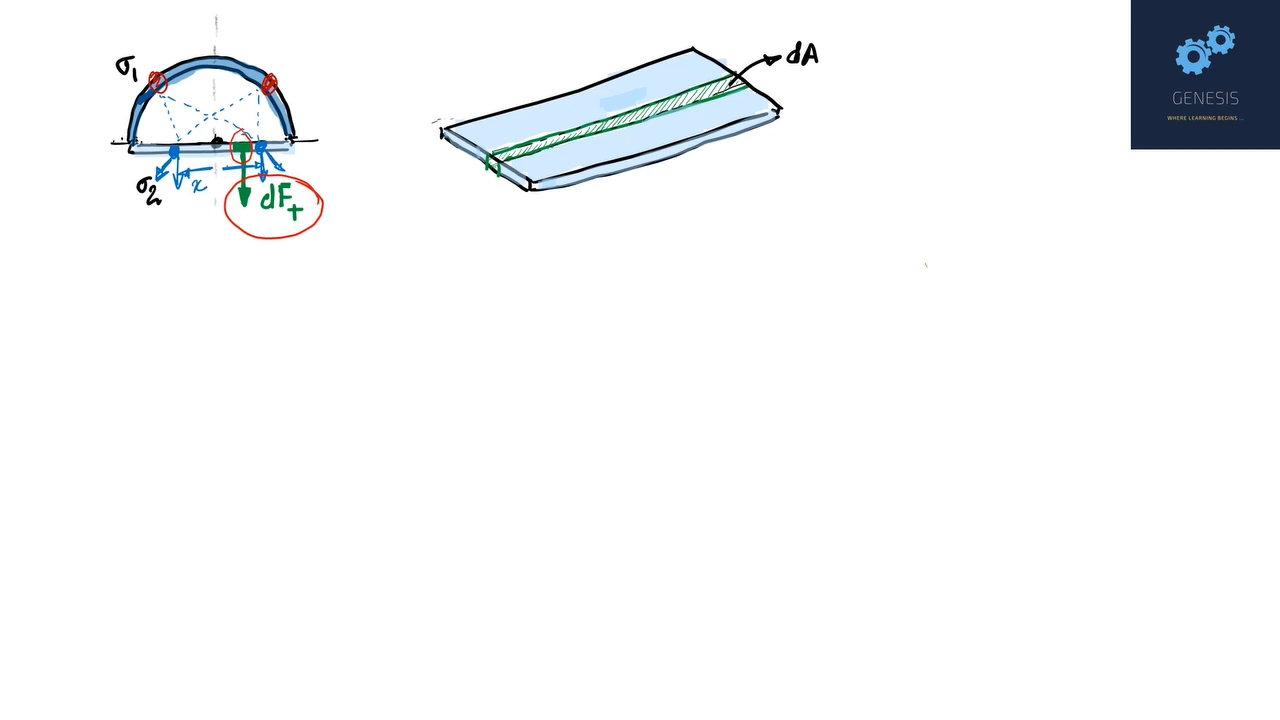 σ1
σ2
x
dF+
dA
GENESIS
WHERE LEARNING BEGINS ...